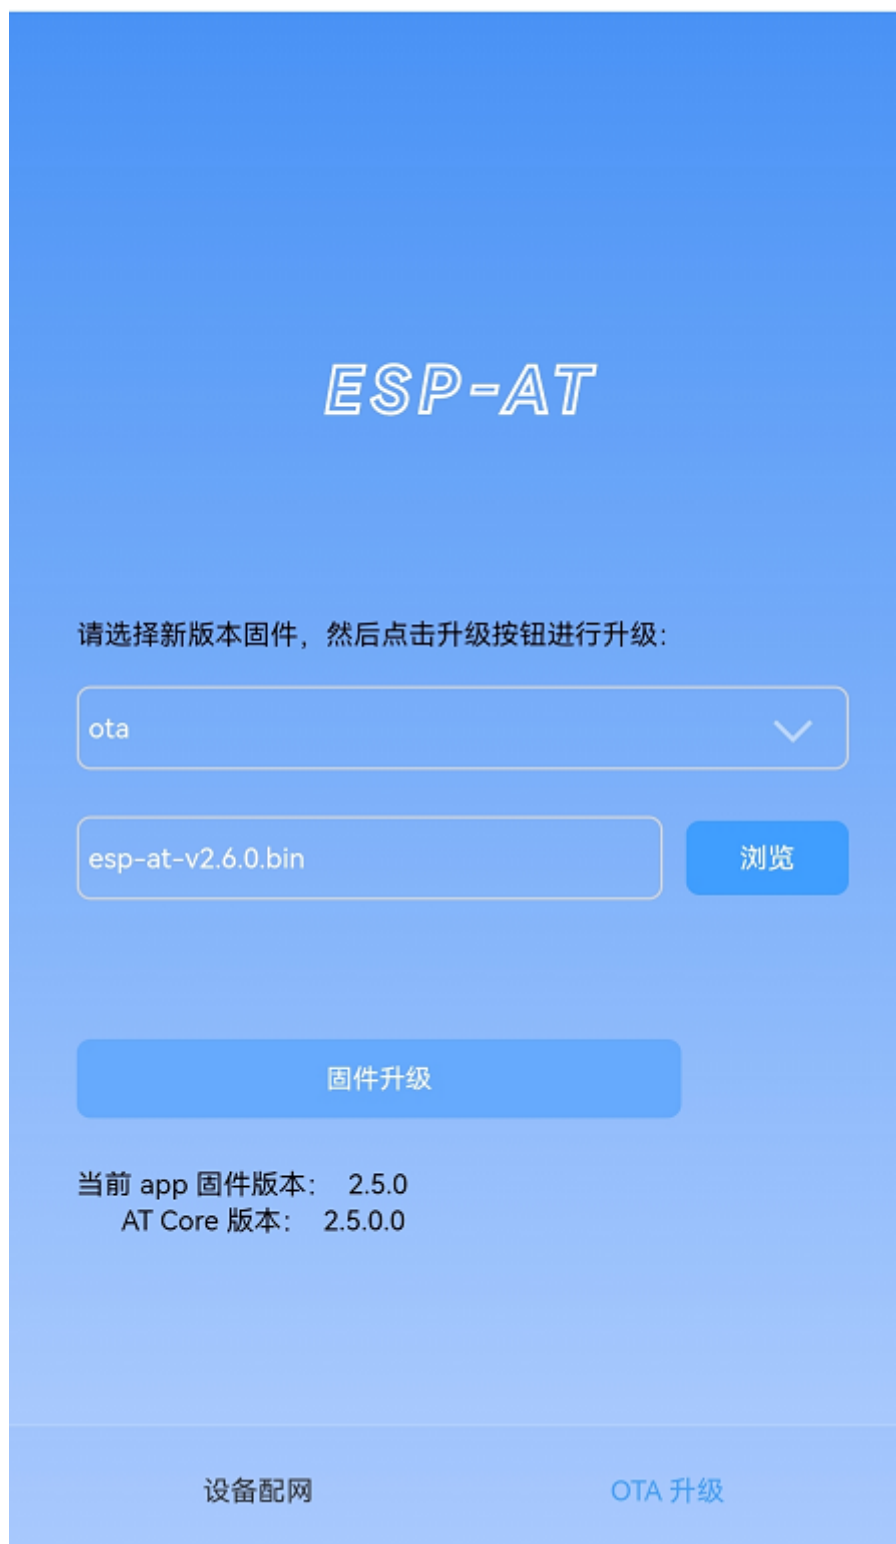 ESP-AT
请选择新版本固件，然后点击升级按钮进行升级：
ota
esp-at-v2.6.0.bin
浏览
固件升级
当前 app 固件版本： 2.5.0
AT Core 版本： 2.5.0.0
设备配网
OTA 升级